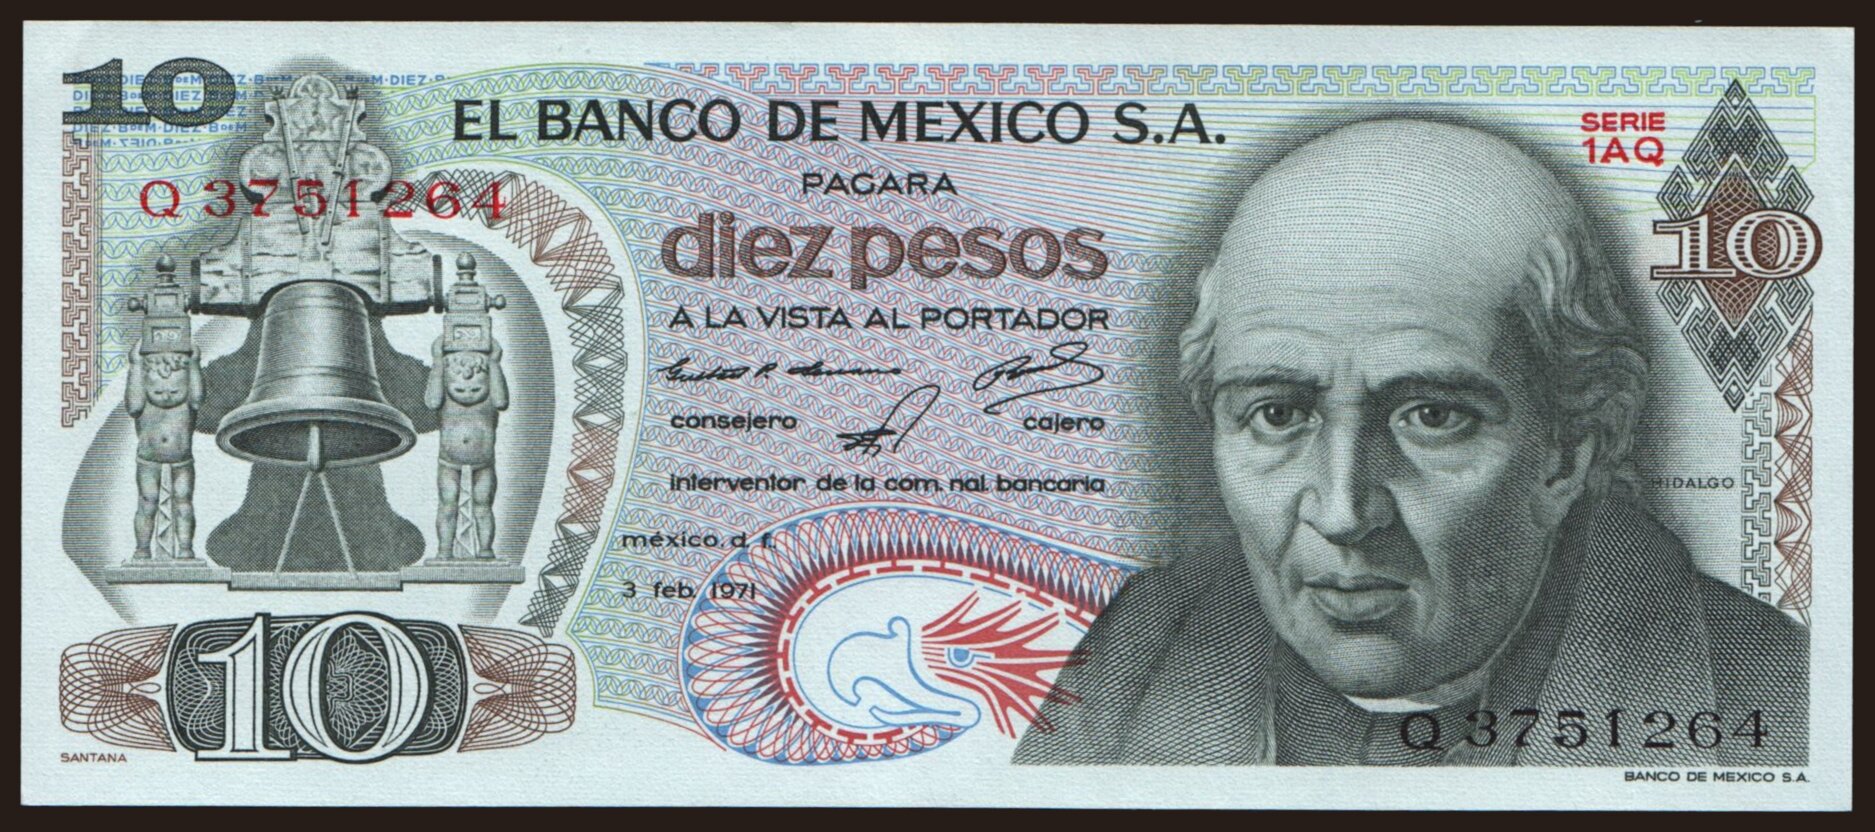 10
EL BANCO DE MEXICO S.A.
SERIE
1AQ
Q 3751264
PAGARA
diez pesos
10
A LA VISTA AL PORTADOR
consejero
cajero
interventor de la com. nal. bancaria
HIDALGO
méxico, d. f.,
3 feb. 1971
10
Q 3751264
SANTANA
BANCO DE MEXICO S.A.